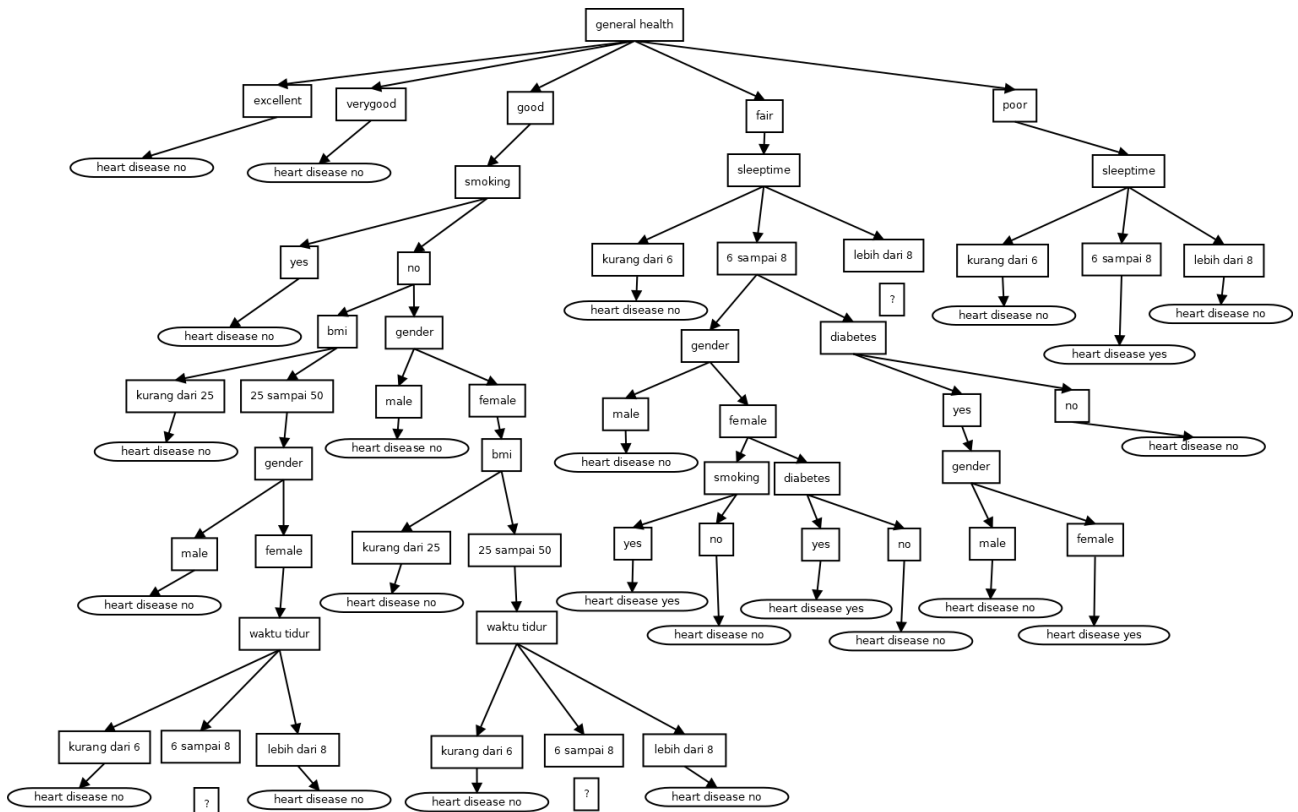 general health
excellent
verygood
good
fair
poor
heart disease no
heart disease no
smoking
sleeptime
sleeptime
yes
no
kurang dari 6
6 sampai 8
lebih dari 8
kurang dari 6
6 sampai 8
lebih dari 8
heart disease no
?
heart disease no
heart disease no
heart disease no
bmi
gender
gender
diabetes
heart disease yes
kurang dari 25
25 sampai 50
male
female
male
female
yes
no
heart disease no
heart disease no
heart disease no
heart disease no
gender
bmi
smoking
diabetes
gender
male
female
kurang dari 25
25 sampai 50
yes
no
yes
no
male
female
heart disease no
heart disease no
heart disease yes
heart disease yes
heart disease no
waktu tidur
waktu tidur
heart disease no
heart disease no
heart disease yes
kurang dari 6
6 sampai 8
lebih dari 8
kurang dari 6
6 sampai 8
lebih dari 8
heart disease no
?
heart disease no
heart disease no
?
heart disease no